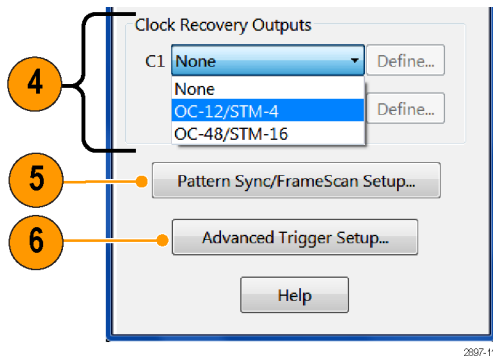 Clock Recovery Outputs
C1 None Define...
None
OC-12/STM-4 Define...
OC-48/STM-16
4
5 Pattern Sync/FrameScan Setup...
6 Advanced Trigger Setup...
Help